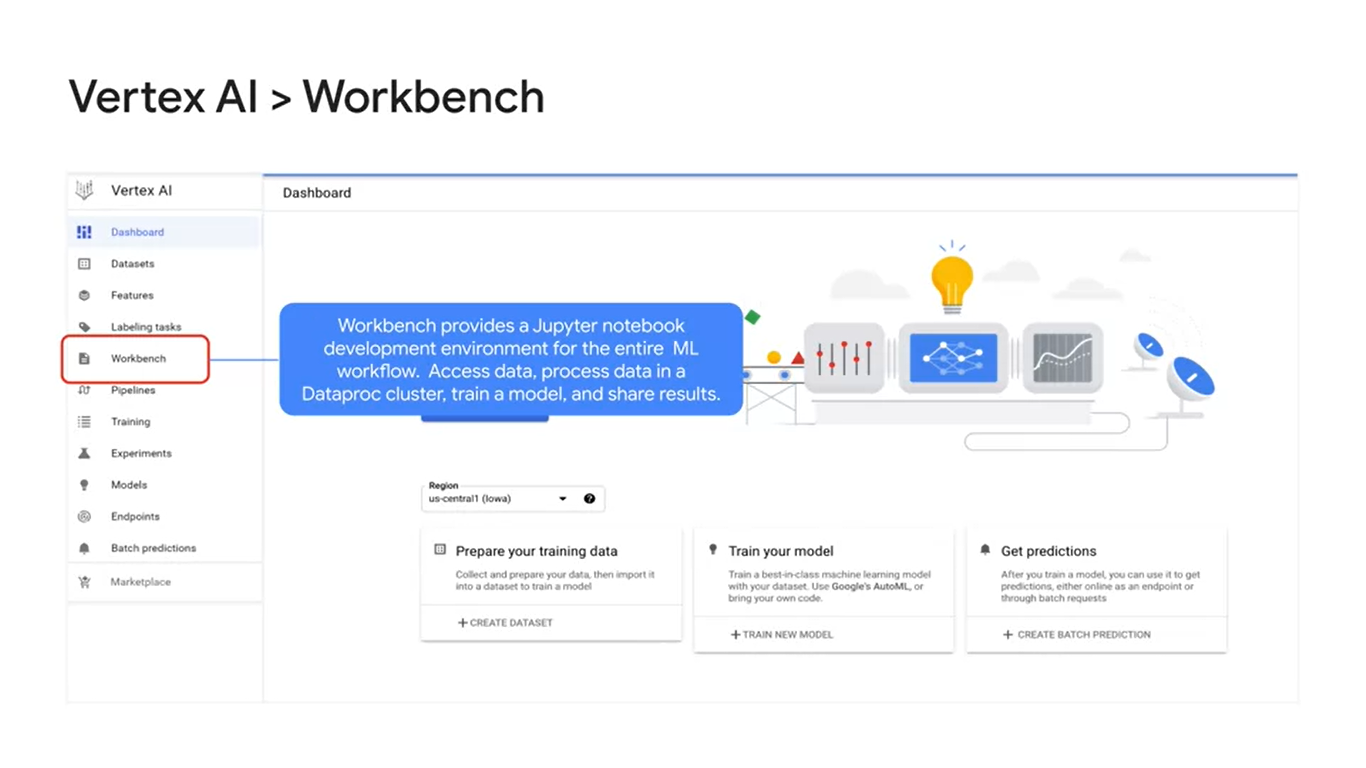 Vertex AI > Workbench
Vertex AI
Dashboard
Datasets
Features
Labeling tasks
Workbench
Pipelines
Training
Experiments
Models
Endpoints
Batch predictions
Marketplace
Dashboard
Workbench provides a Jupyter notebook
development environment for the entire ML
workflow. Access data, process data in a
Dataproc cluster, train a model, and share results.
Region
us-central1 (Iowa)
Prepare your training data
Collect and prepare your data, then import it
into a dataset to train a model
+ CREATE DATASET
Train your model
Train a best-in-class machine learning model
with your dataset. Use Google's AutoML, or
bring your own code.
+ TRAIN NEW MODEL
Get predictions
After you train a model, you can use it to get
predictions, either online as an endpoint or
through batch requests
+ CREATE BATCH PREDICTION